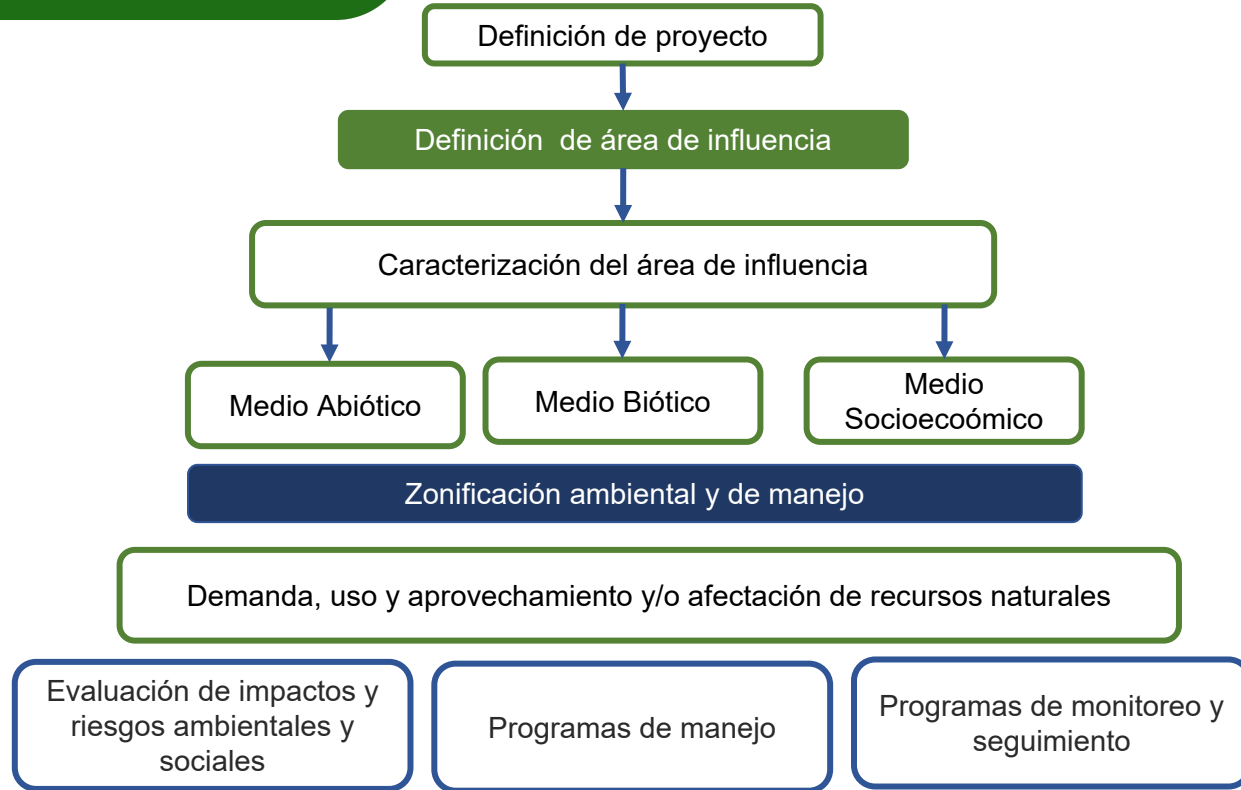 Definición de proyecto
Definición de área de influencia
Caracterización del área de influencia
Medio Abiótico
Medio Biótico
Medio
Socioecoómico
Zonificación ambiental y de manejo
Demanda, uso y aprovechamiento y/o afectación de recursos naturales
Evaluación de impactos y
riesgos ambientales y
sociales
Programas de manejo
Programas de monitoreo y
seguimiento